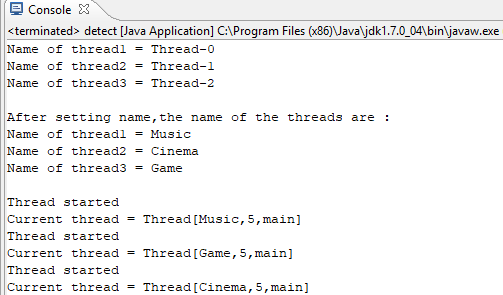 Console
<terminated> detect [Java Application] C:\Program Files (x86)\Java\jdk1.7.0_04\bin\javaw.exe
Name of thread1 = Thread-0
Name of thread2 = Thread-1
Name of thread3 = Thread-2
After setting name,the name of the threads are :
Name of thread1 = Music
Name of thread2 = Cinema
Name of thread3 = Game
Thread started
Current thread = Thread[Music,5,main]
Thread started
Current thread = Thread[Game,5,main]
Thread started
Current thread = Thread[Cinema,5,main]